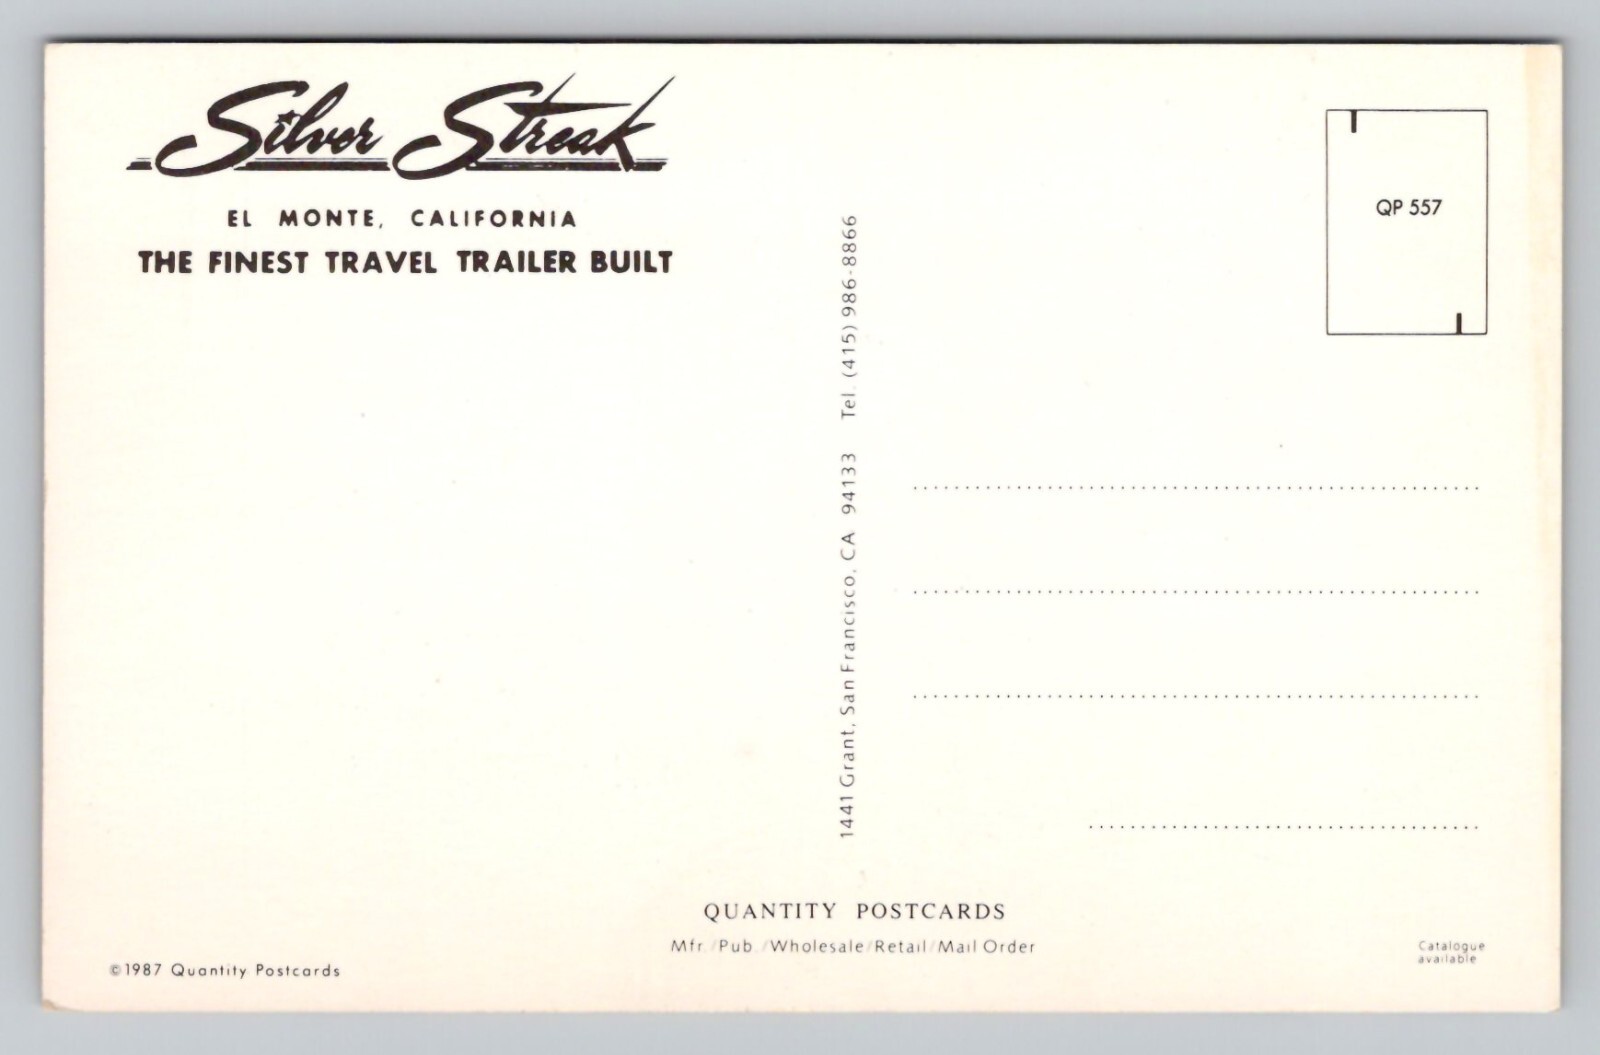 Silver Streak
EL MONTE, CALIFORNIA
THE FINEST TRAVEL TRAILER BUILT
QP 557
1441 Grant, San Francisco, CA 94133 Tel. (415) 986-8866
QUANTITY POSTCARDS
Mfr./Pub./Wholesale/Retail/Mail Order
©1987 Quantity Postcards
Catalogue
available